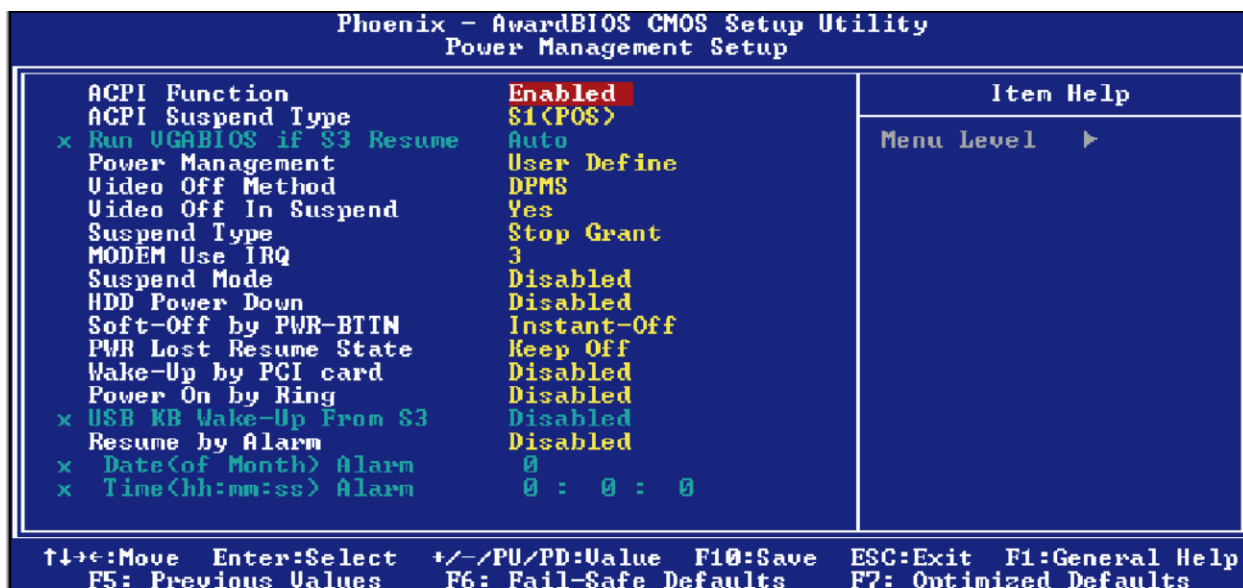 Phoenix - AwardBIOS CMOS Setup Utility
Power Management Setup
ACPI Function Enabled
ACPI Suspend Type S1(POS)
x Run VGABIOS if S3 Resume Auto
Power Management User Define
Video Off Method DPMS
Video Off In Suspend Yes
Suspend Type Stop Grant
MODEM Use IRQ 3
Suspend Mode Disabled
HDD Power Down Disabled
Soft-Off by PWR-BTTN Instant-Off
PWR Lost Resume State Keep Off
Wake-Up by PCI card Disabled
Power On by Ring Disabled
x USB KB Wake-Up From S3 Disabled
Resume by Alarm Disabled
x Date(of Month) Alarm 0
x Time(hh:mm:ss) Alarm 0 : 0 : 0
Item Help
Menu Level ►
↑↓→←:Move Enter:Select +/-/PU/PD:Value F10:Save ESC:Exit F1:General Help
F5: Previous Values F6: Fail-Safe Defaults F7: Optimized Defaults